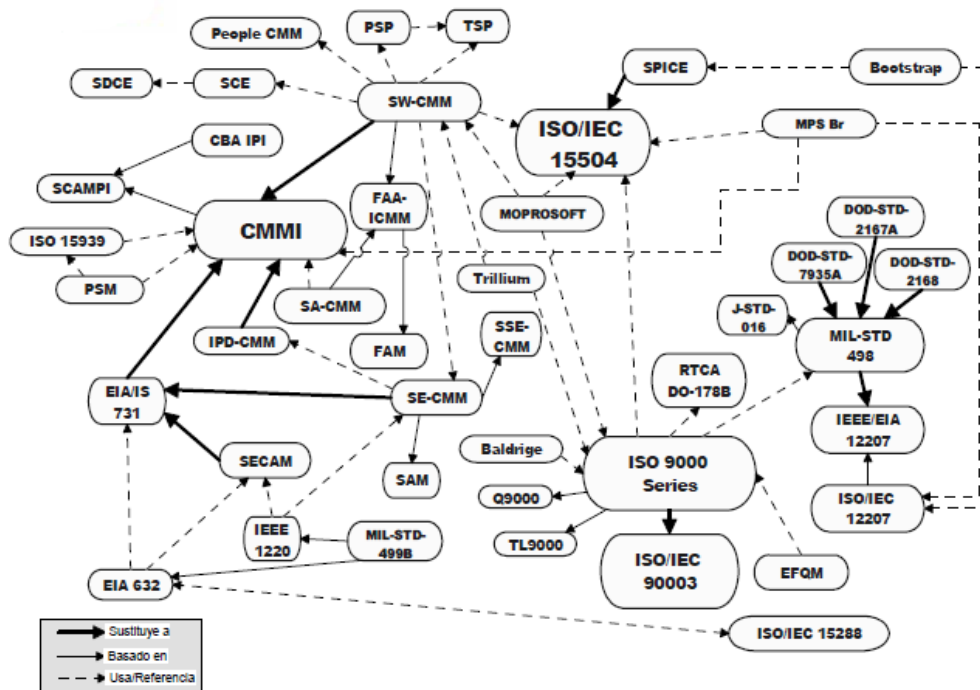 People CMM
PSP
TSP
SDCE
SCE
SW-CMM
SPICE
Bootstrap
ISO/IEC
15504
MPS Br
CBA IPI
SCAMPI
FAA-
ICMM
MOPROSOFT
DOD-STD-
2167A
CMMI
ISO 15939
DOD-STD-
7935A
DOD-STD-
2168
PSM
SA-CMM
Trillium
J-STD-
016
MIL-STD
498
IPD-CMM
FAM
SSE-
CMM
RTCA
DO-178B
EIA/IS
731
SE-CMM
IEEE/EIA
12207
SECAM
SAM
Baldrige
ISO 9000
Series
Q9000
ISO/IEC
12207
IEEE
1220
MIL-STD-
499B
TL9000
ISO/IEC
90003
EFQM
EIA 632
ISO/IEC 15288
Sustituye a
Basado en
Usa/Referencia